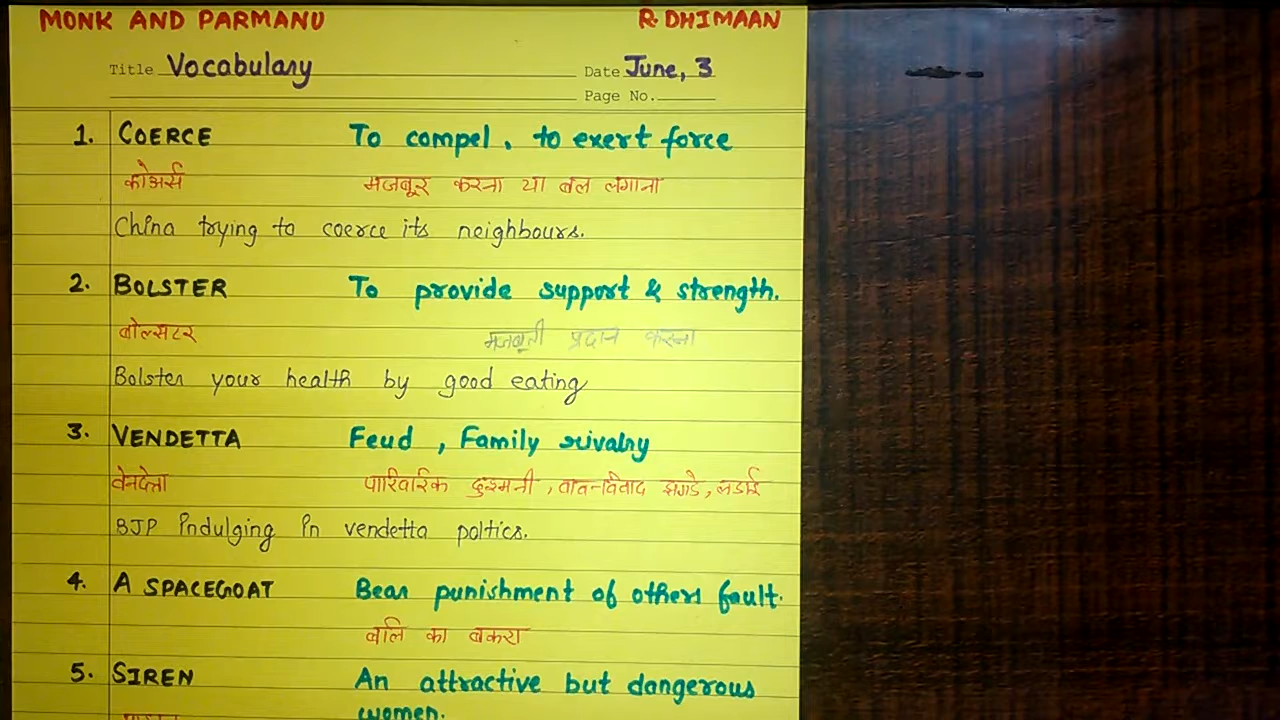 MONK AND PARMANU R. DHIMAAN
Title Vocabulary Date June, 3
Page No.
1. COERCE To compel, to exert force
कोअर्स मजबूर करना या बल लगाना
China trying to coerce its neighbours.
2. BOLSTER To provide support & strength.
बोल्सटर मजबूती प्रदान करना
Bolster your health by good eating
3. VENDETTA Feud , Family rivalry
वेनदेत्ता पारिवारिक दुश्मनी , वाद-विवाद झगडे, लडाई
BJP indulging in vendetta poltics.
4. A SPACEGOAT Bear punishment of others fault.
बलि का बकरा
5. SIREN An attractive but dangerous
women.